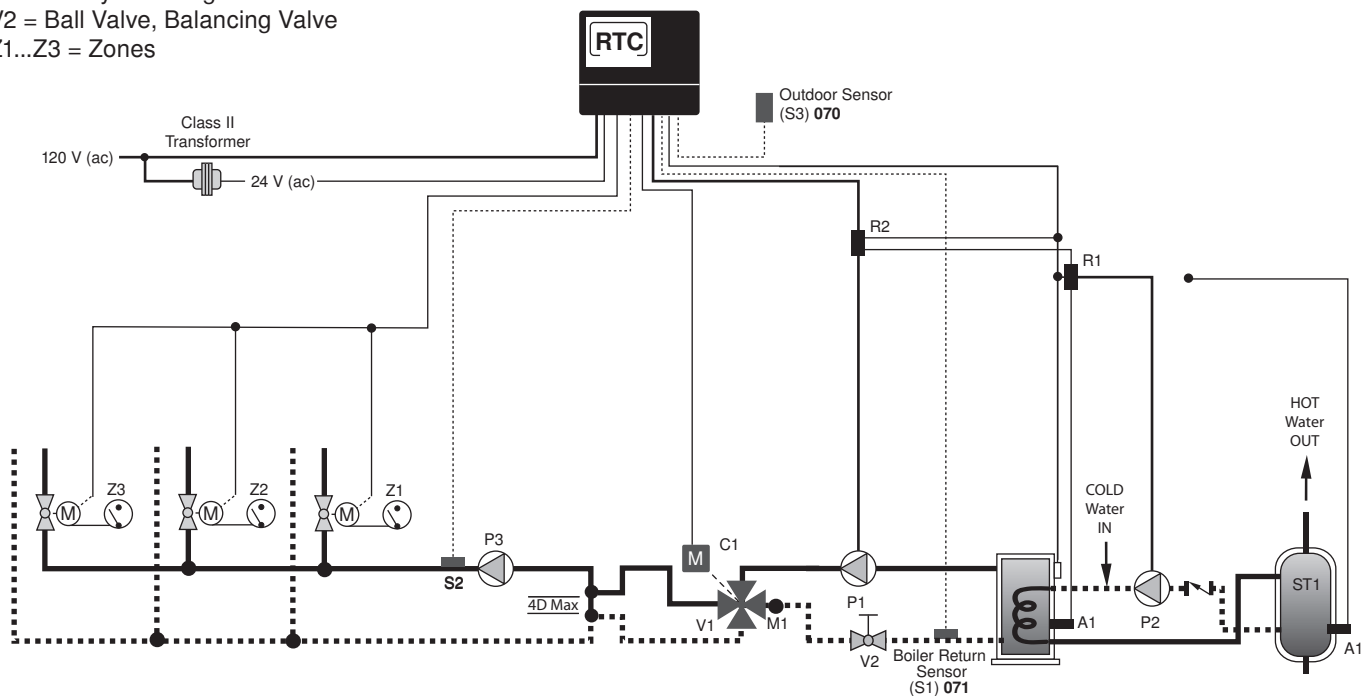 V2 = Ball Valve, Balancing Valve
Z1...Z3 = Zones
RTC
Outdoor Sensor
(S3) 070
Class II
Transformer
120 V (ac)
24 V (ac)
R2
R1
HOT
Water
OUT
Z3
M
Z2
M
Z1
M
COLD
Water
IN
P3
C1
M
S2
4D Max
V1
M1
P1
V2
Boiler Return
Sensor
(S1) 071
A1
P2
ST1
A1